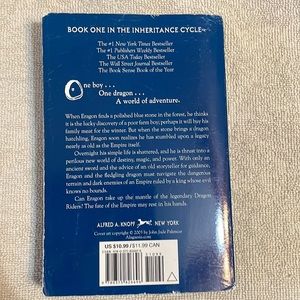 BOOK ONE IN THE INHERITANCE CYCLE
The #1 New York Times Bestseller
The #1 Publishers Weekly Bestseller
The USA Today Bestseller
The Wall Street Journal Bestseller
The Book Sense Book of the Year
One boy . . .
One dragon . . .
A world of adventure.
When Eragon finds a polished blue stone in the forest, he thinks
it is the lucky discovery of a poor farm boy; perhaps it will buy his
family meat for the winter. But when the stone brings a dragon
hatchling, Eragon soon realizes he has stumbled upon a legacy
nearly as old as the Empire itself.
Overnight his simple life is shattered, and he is thrust into a
perilous new world of destiny, magic, and power. With only an
ancient sword and the advice of an old storyteller for guidance,
Eragon and the fledgling dragon must navigate the dangerous
terrain and dark enemies of an Empire ruled by a king whose evil
knows no bounds.
Can Eragon take up the mantle of the legendary Dragon
Riders? The fate of the Empire may rest in his hands.
ALFRED A. KNOPF NEW YORK
Cover art copyright © 2003 by John Jude Palencar
Alagaesia.com
US $10.99 / $11.99 CAN